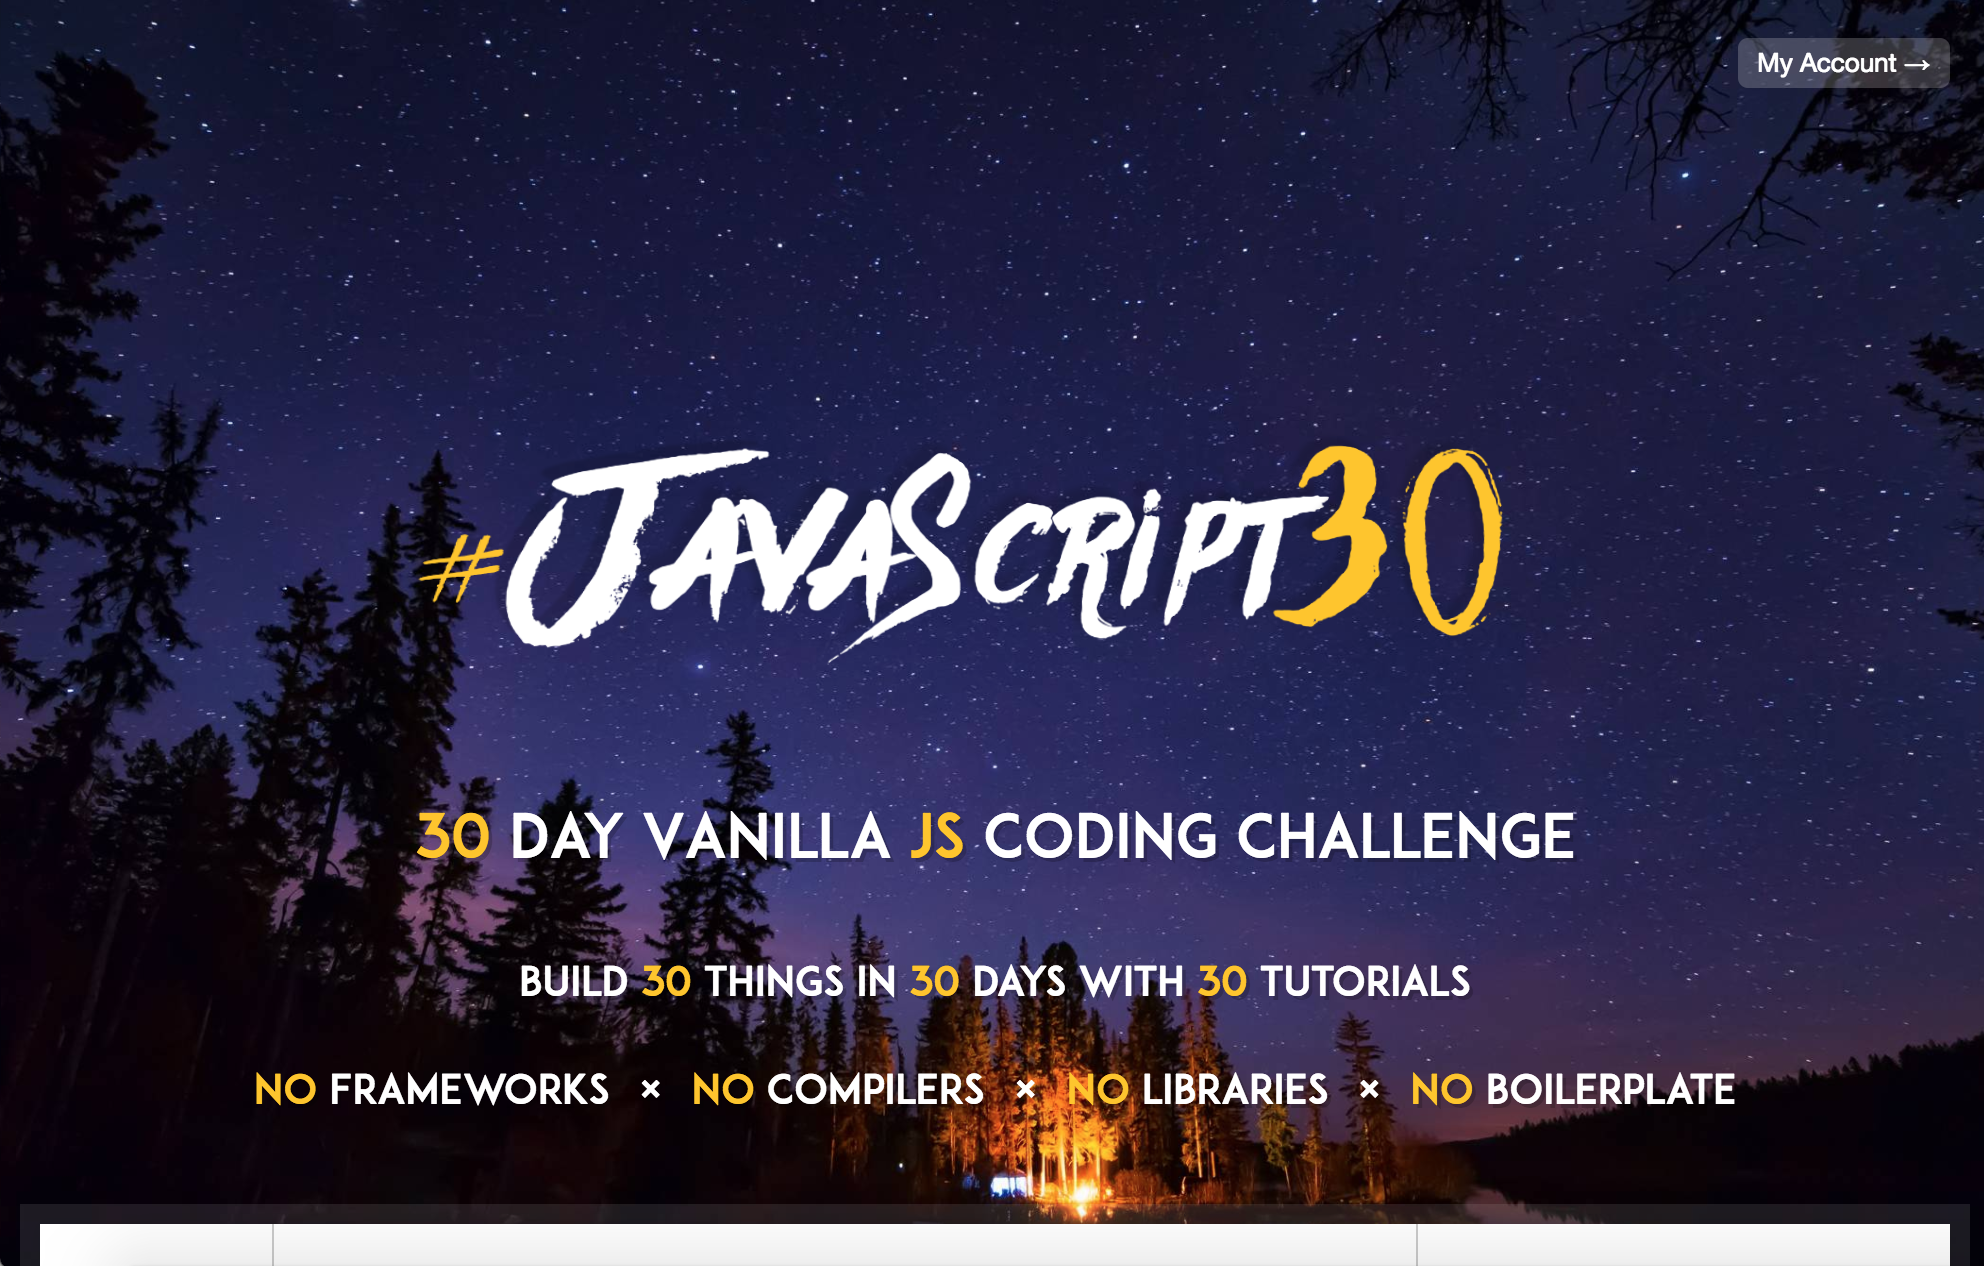 My Account →
#JavaScript30
30 DAY VANILLA JS CODING CHALLENGE
BUILD 30 THINGS IN 30 DAYS WITH 30 TUTORIALS
NO FRAMEWORKS × NO COMPILERS × NO LIBRARIES × NO BOILERPLATE